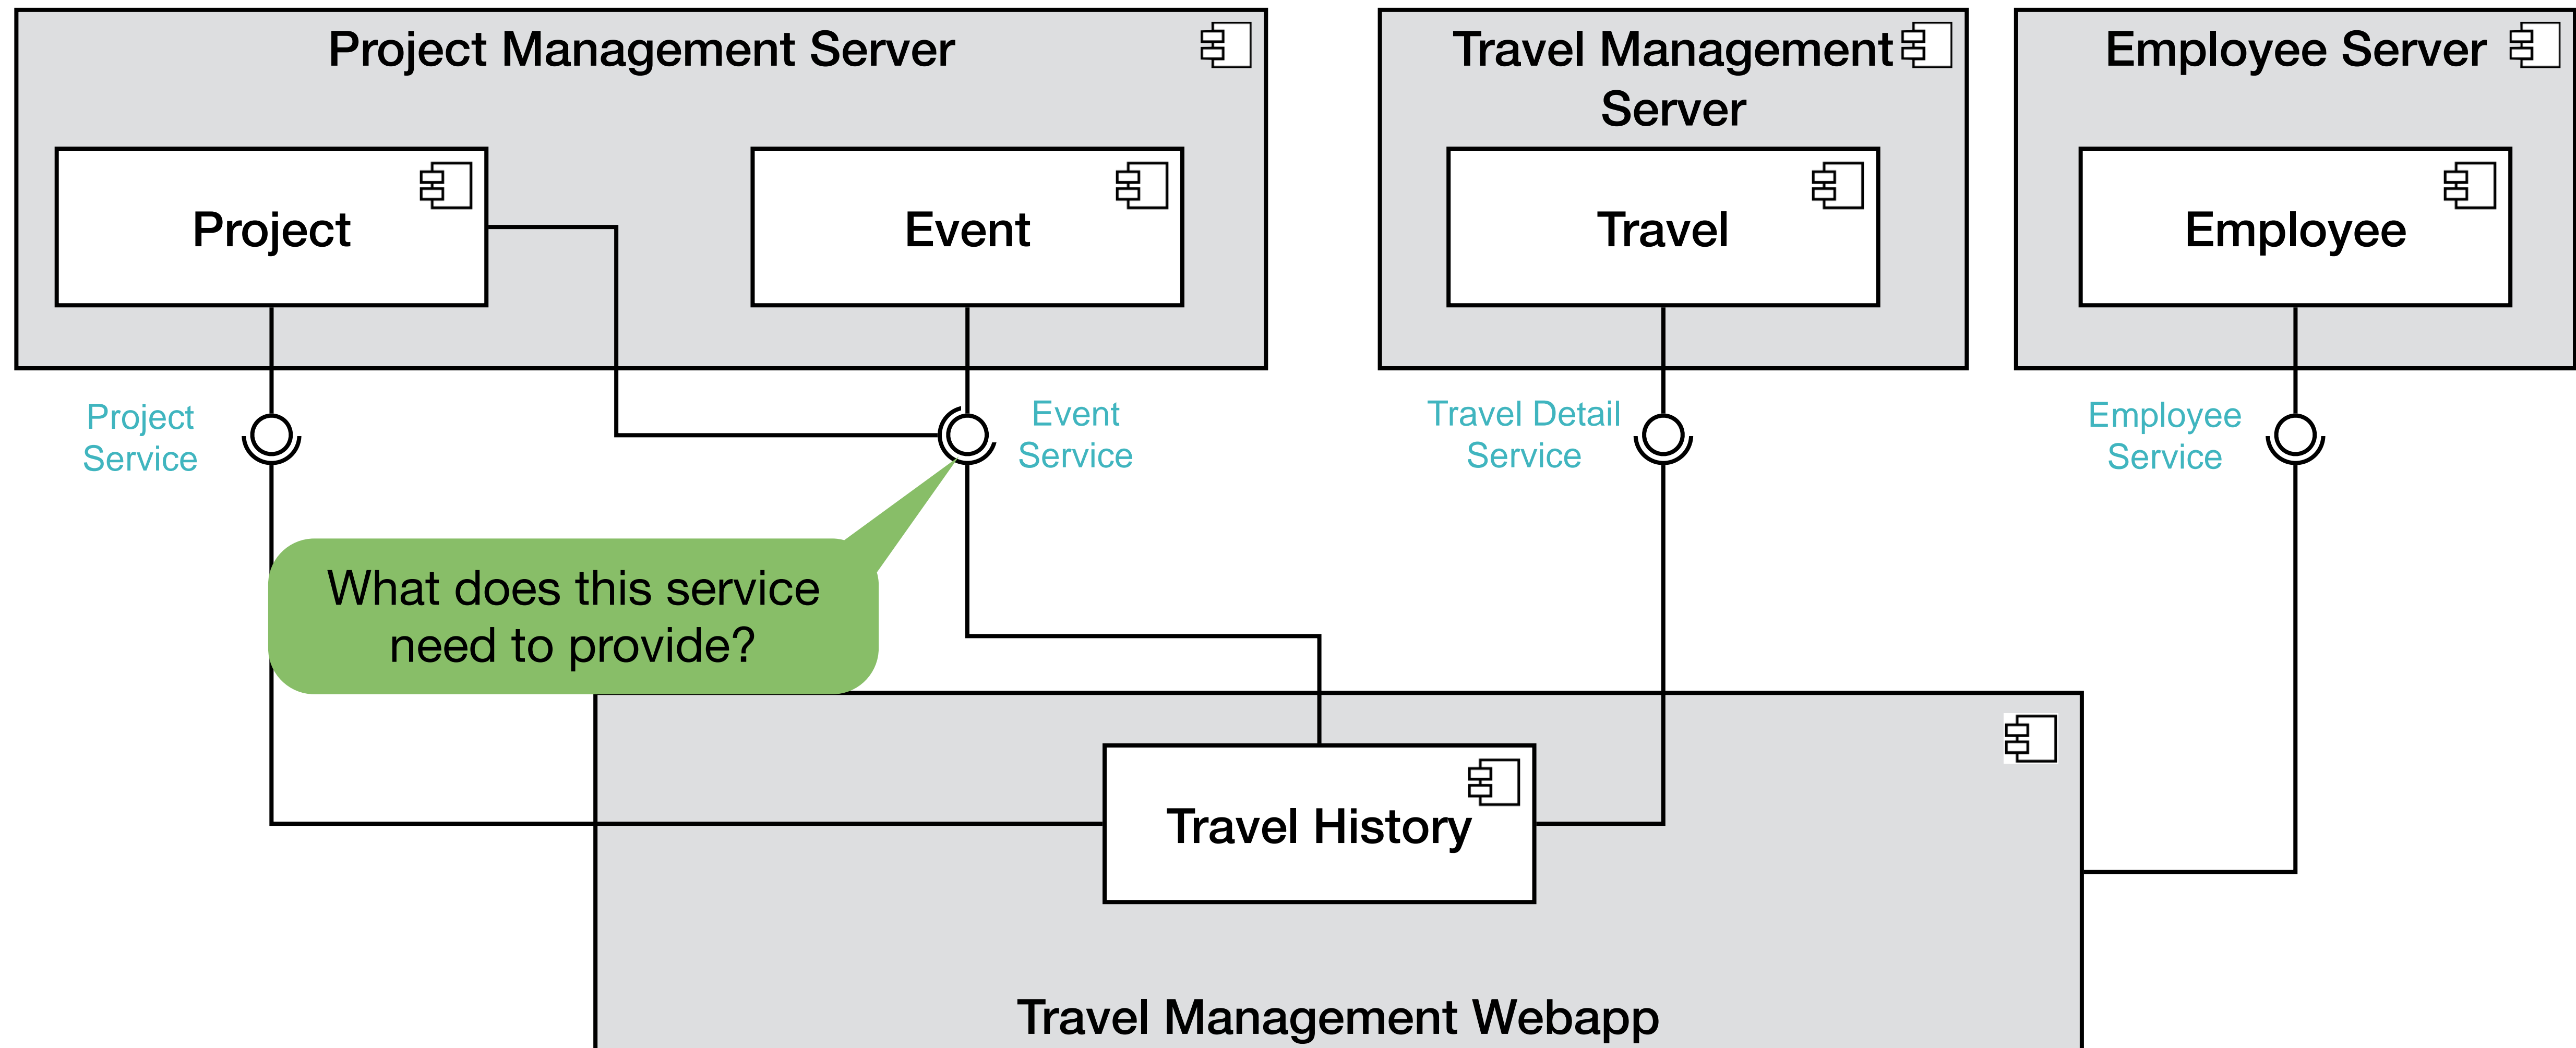 Project Management Server
Travel Management
Server
Employee Server
Project
Event
Travel
Employee
Project
Service
Event
Service
Travel Detail
Service
Employee
Service
What does this service
need to provide?
Travel History
Travel Management Webapp